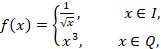 f(x) = { 1/√x, x ∈ I,
x³, x ∈ Q,